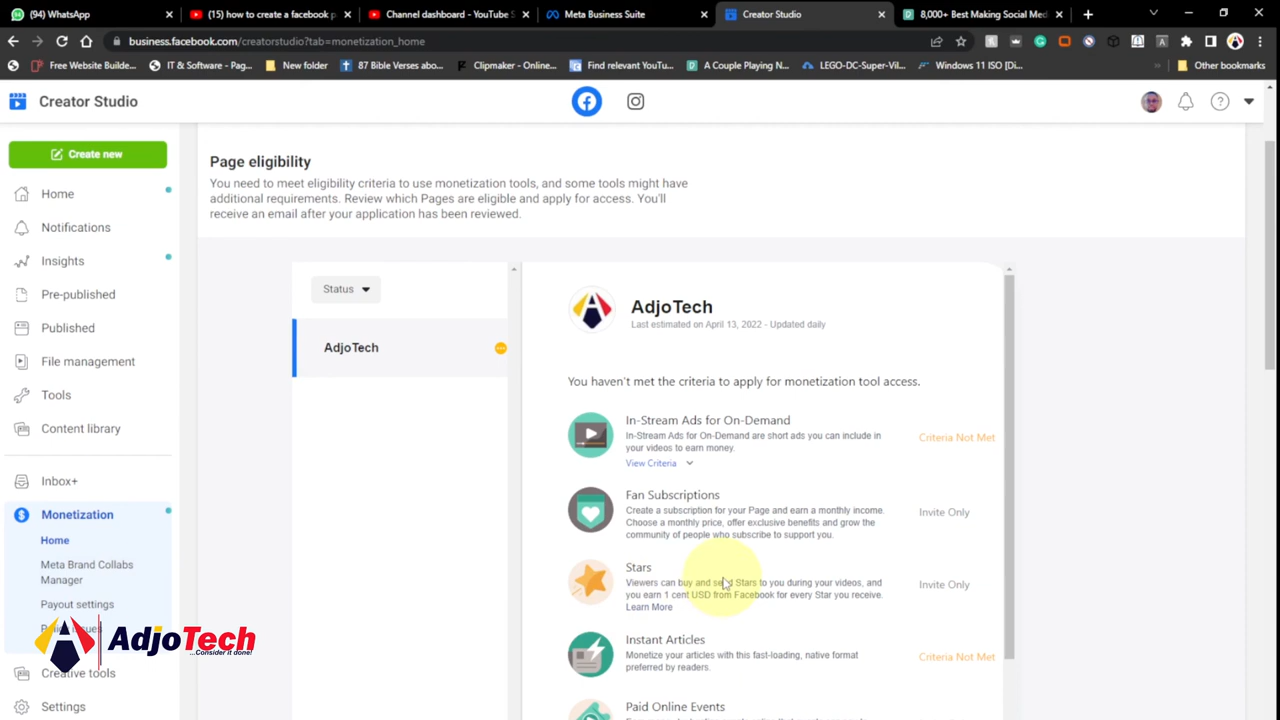 (94) WhatsApp
(15) how to create a facebook p
Channel dashboard - YouTube S
Meta Business Suite
Creator Studio
8,000+ Best Making Social Med
business.facebook.com/creatorstudio?tab=monetization_home
Free Website Builde...
IT & Software - Pag...
New folder
87 Bible Verses abo...
Clipmaker - Online...
Find relevant YouTu...
A Couple Playing N...
LEGO-DC-Super-Vil...
Windows 11 ISO [Di...
»
Other bookmarks
Creator Studio
Create new
Home
Notifications
Insights
Pre-published
Published
File management
Tools
Content library
Inbox+
Monetization
Home
Meta Brand Collabs
Manager
Payout settings
AdjoTech
...Consider it done!
Creative tools
Settings
Page eligibility
You need to meet eligibility criteria to use monetization tools, and some tools might have
additional requirements. Review which Pages are eligible and apply for access. You'll
receive an email after your application has been reviewed.
Status
AdjoTech
AdjoTech
Last estimated on April 13, 2022 - Updated daily
You haven't met the criteria to apply for monetization tool access.
In-Stream Ads for On-Demand
In-Stream Ads for On-Demand are short ads you can include in
your videos to earn money.
View Criteria
Criteria Not Met
Fan Subscriptions
Create a subscription for your Page and earn a monthly income.
Choose a monthly price, offer exclusive benefits and grow the
community of people who subscribe to support you.
Invite Only
Stars
Viewers can buy and send Stars to you during your videos, and
you earn 1 cent USD from Facebook for every Star you receive.
Learn More
Invite Only
Instant Articles
Monetize your articles with this fast-loading, native format
preferred by readers.
Criteria Not Met
Paid Online Events